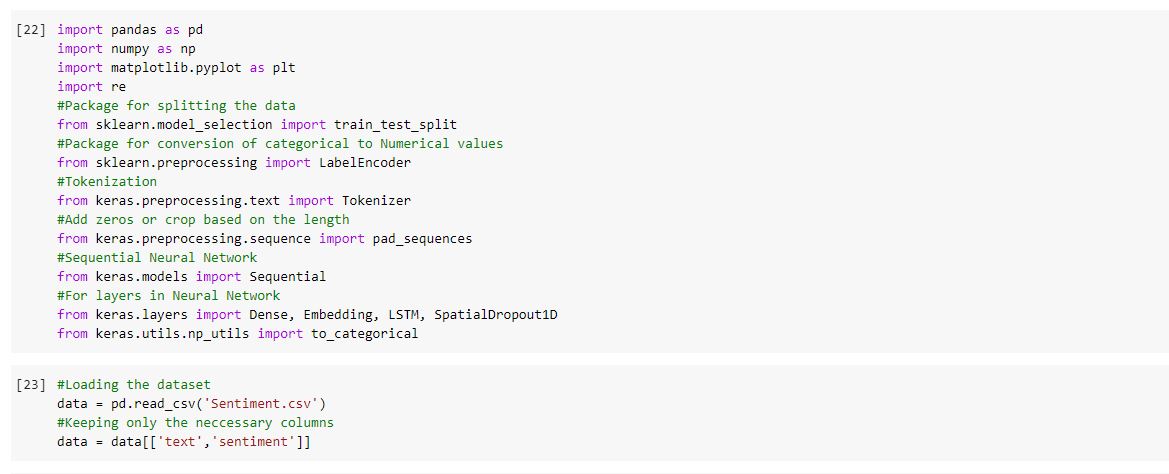 [22] import pandas as pd
import numpy as np
import matplotlib.pyplot as plt
import re
#Package for splitting the data
from sklearn.model_selection import train_test_split
#Package for conversion of categorical to Numerical values
from sklearn.preprocessing import LabelEncoder
#Tokenization
from keras.preprocessing.text import Tokenizer
#Add zeros or crop based on the length
from keras.preprocessing.sequence import pad_sequences
#Sequential Neural Network
from keras.models import Sequential
#For layers in Neural Network
from keras.layers import Dense, Embedding, LSTM, SpatialDropout1D
from keras.utils.np_utils import to_categorical
[23] #Loading the dataset
data = pd.read_csv('Sentiment.csv')
#Keeping only the neccessary columns
data = data[['text','sentiment']]